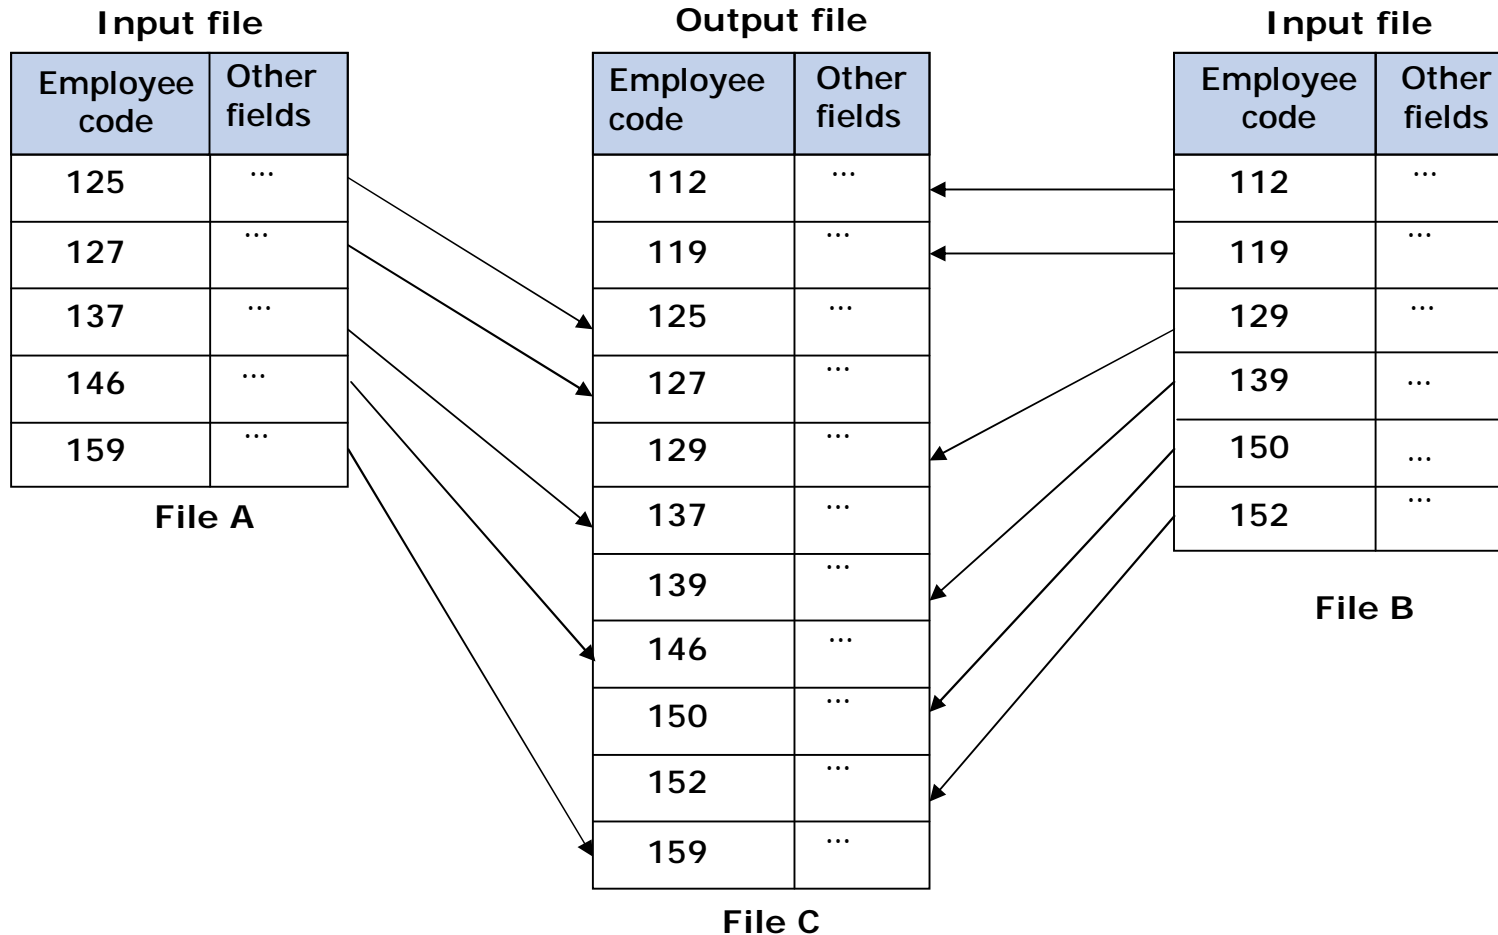 Input file
Employee code Other fields
125 ...
127 ...
137 ...
146 ...
159 ...
File A
Output file
Employee code Other fields
112 ...
119 ...
125 ...
127 ...
129 ...
137 ...
139 ...
146 ...
150 ...
152 ...
159 ...
File C
Input file
Employee code Other fields
112 ...
119 ...
129 ...
139 ...
150 ...
152 ...
File B